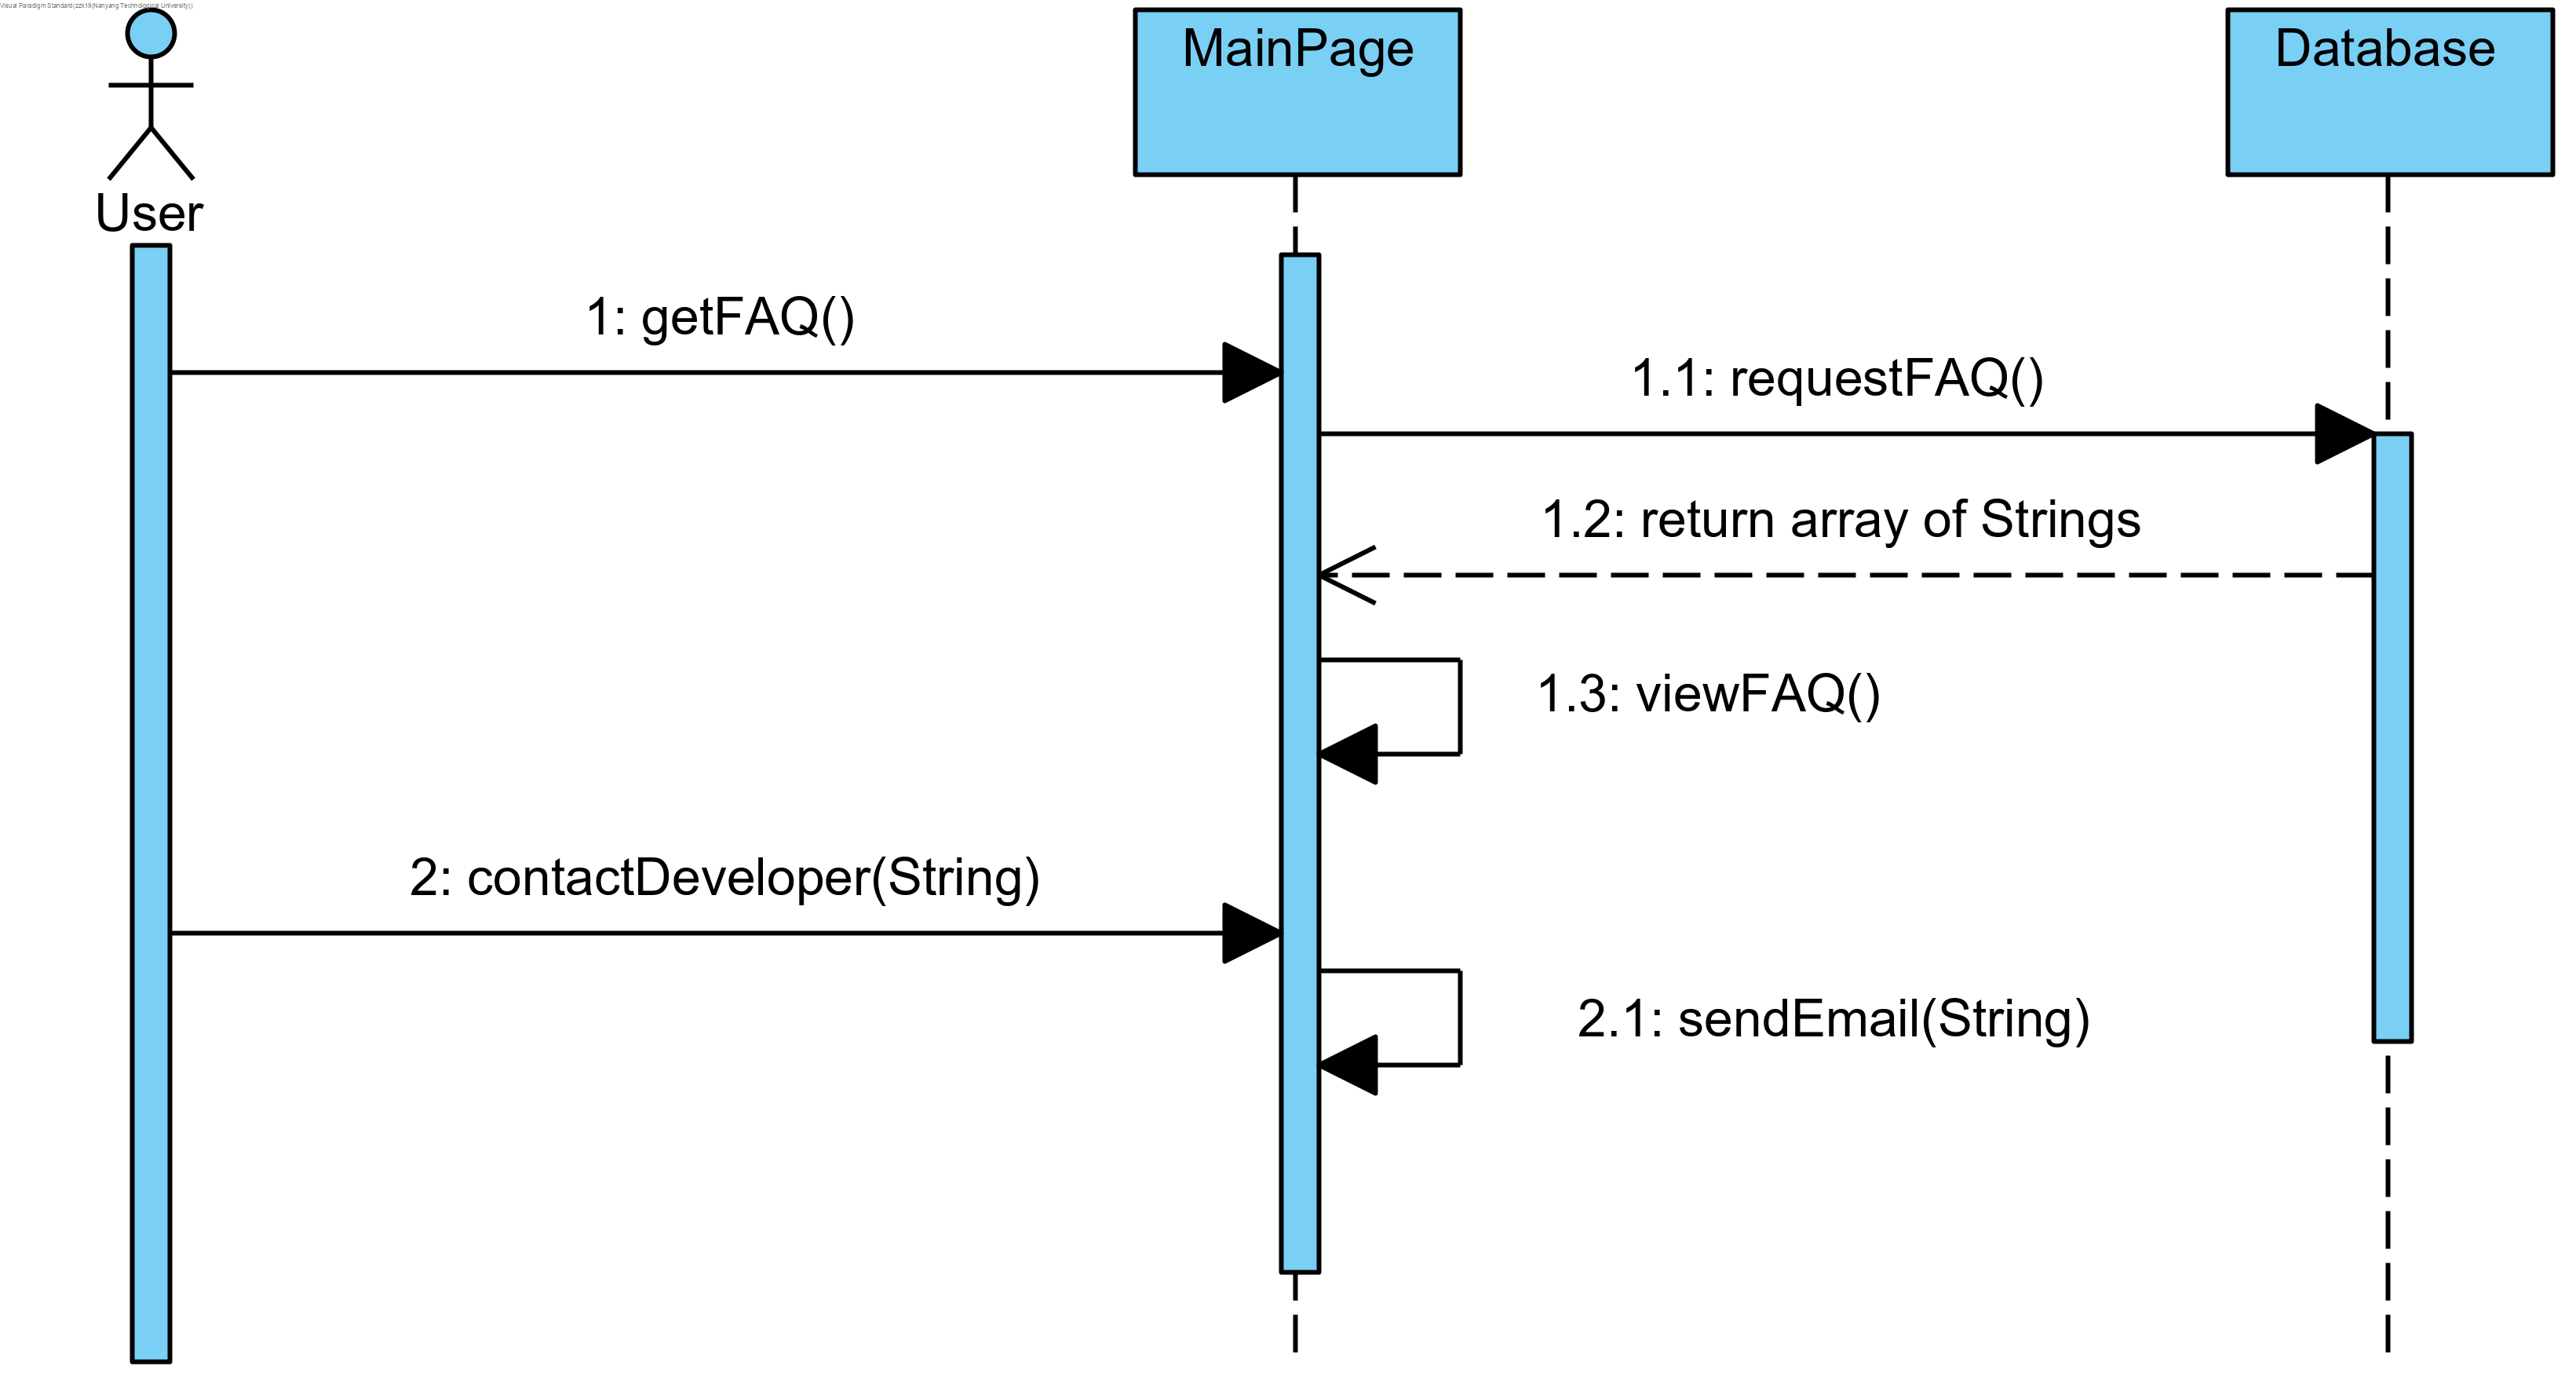 Visual Paradigm Standard(zzk19(Nanyang Technological University))
MainPage
Database
User
1: getFAQ()
1.1: requestFAQ()
1.2: return array of Strings
1.3: viewFAQ()
2: contactDeveloper(String)
2.1: sendEmail(String)